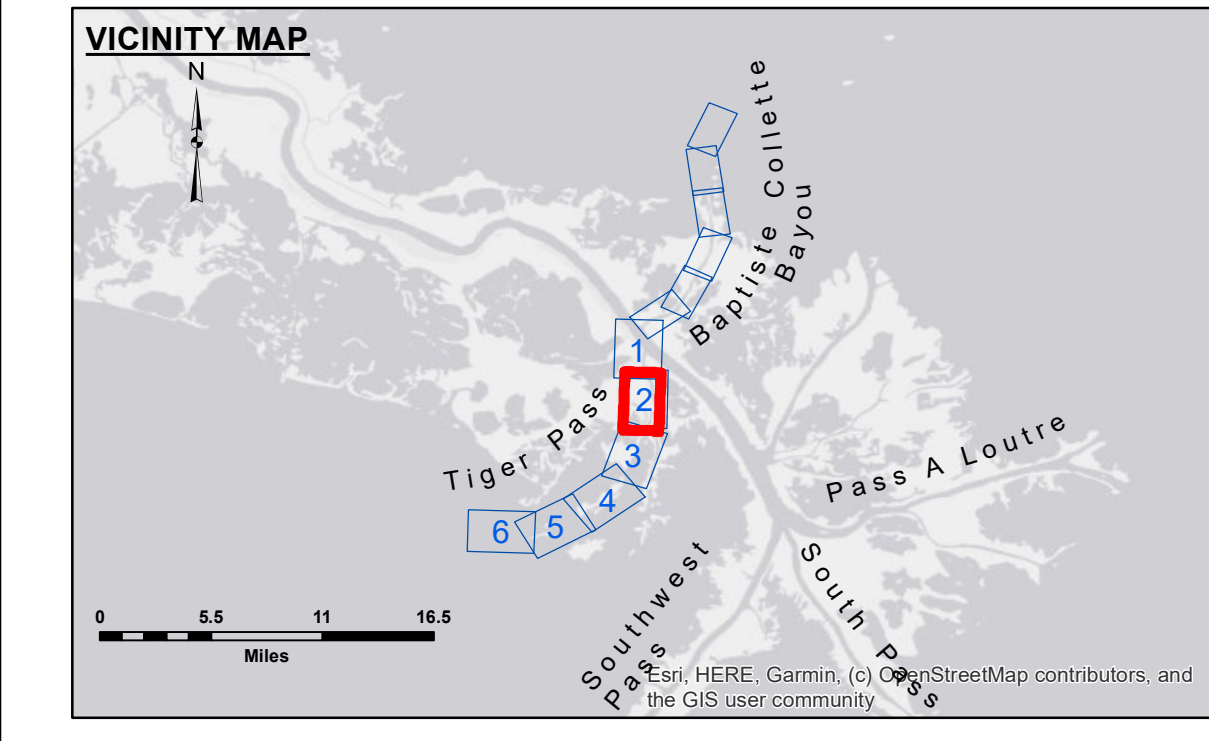 VICINITY MAP
N
Baptiste Collette
Bayou
1
2
3
4
5
6
Tiger Pass
Pass A Loutre
Southwest
Pass
South Pass
0 5.5 11 16.5
Miles
Esri, HERE, Garmin, (c) OpenStreetMap contributors, and
the GIS user community